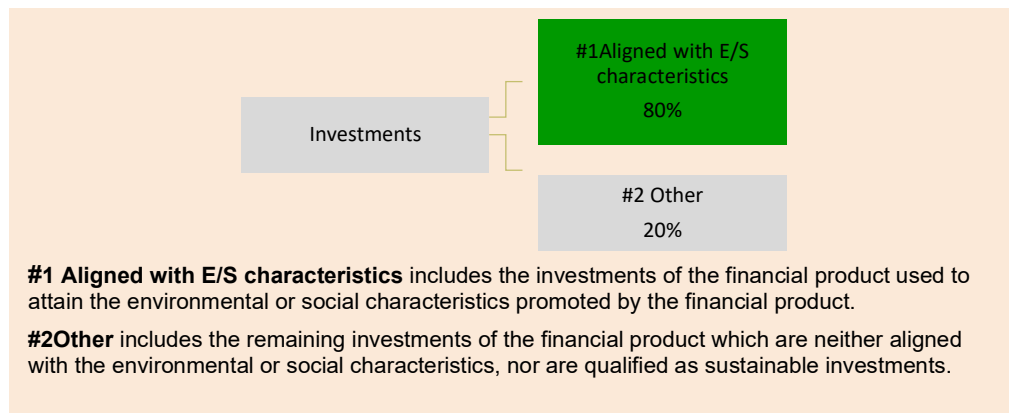 #1Aligned with E/S
characteristics
80%
Investments
#2 Other
20%
#1 Aligned with E/S characteristics includes the investments of the financial product used to
attain the environmental or social characteristics promoted by the financial product.
#2Other includes the remaining investments of the financial product which are neither aligned
with the environmental or social characteristics, nor are qualified as sustainable investments.